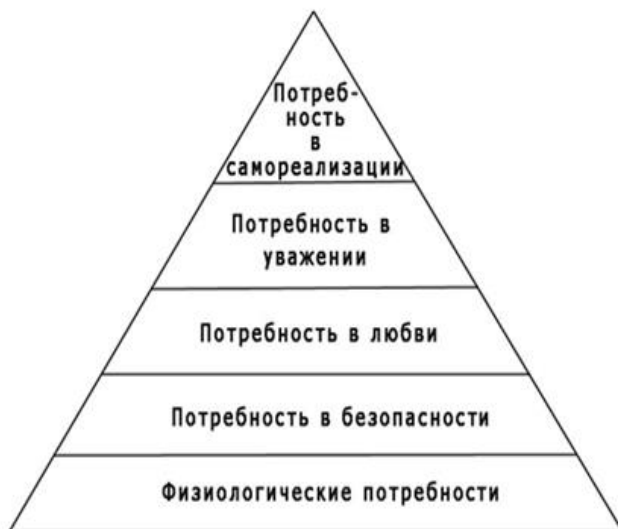 Потреб-
ность
в
самореализации
Потребность в
уважении
Потребность в любви
Потребность в безопасности
Физиологические потребности